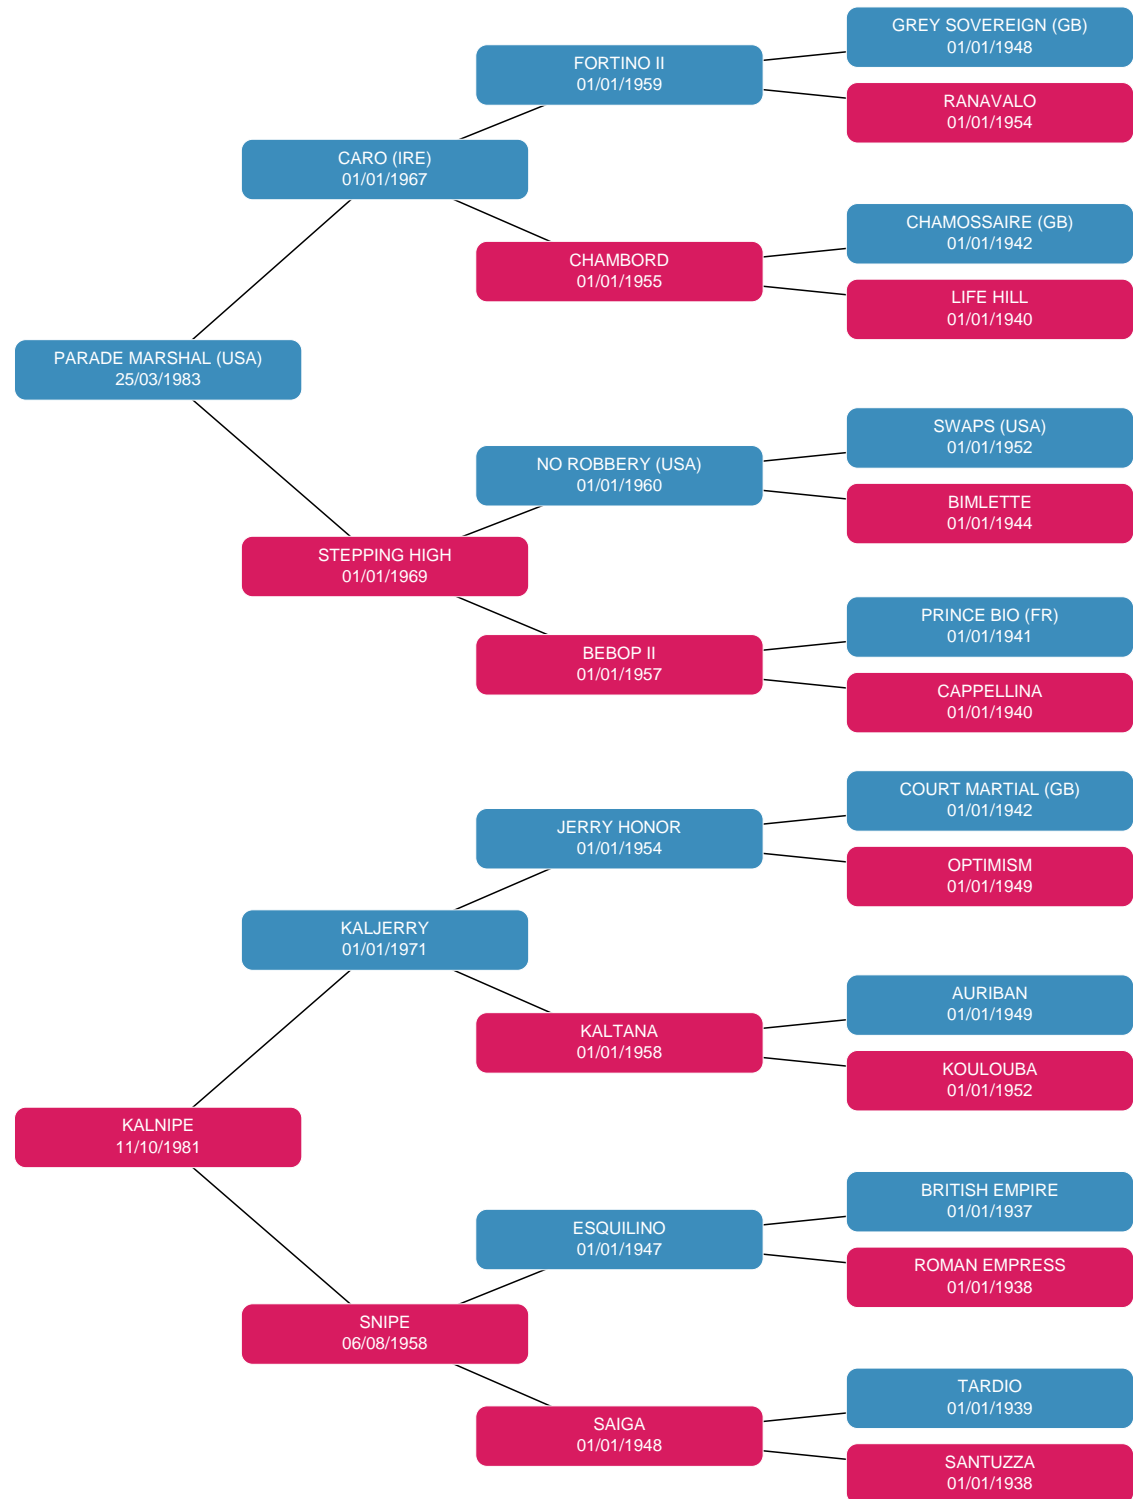 GREY SOVEREIGN (GB)
01/01/1948
FORTINO II
01/01/1959
RANAVALO
01/01/1954
CARO (IRE)
01/01/1967
CHAMOSSAIRE (GB)
01/01/1942
CHAMBORD
01/01/1955
LIFE HILL
01/01/1940
PARADE MARSHAL (USA)
25/03/1983
SWAPS (USA)
01/01/1952
NO ROBBERY (USA)
01/01/1960
BIMLETTE
01/01/1944
STEPPING HIGH
01/01/1969
PRINCE BIO (FR)
01/01/1941
BEBOP II
01/01/1957
CAPPELLINA
01/01/1940
COURT MARTIAL (GB)
01/01/1942
JERRY HONOR
01/01/1954
OPTIMISM
01/01/1949
KALJERRY
01/01/1971
AURIBAN
01/01/1949
KALTANA
01/01/1958
KOULOUBA
01/01/1952
KALNIPE
11/10/1981
BRITISH EMPIRE
01/01/1937
ESQUILINO
01/01/1947
ROMAN EMPRESS
01/01/1938
SNIPE
06/08/1958
TARDIO
01/01/1939
SAIGA
01/01/1948
SANTUZZA
01/01/1938